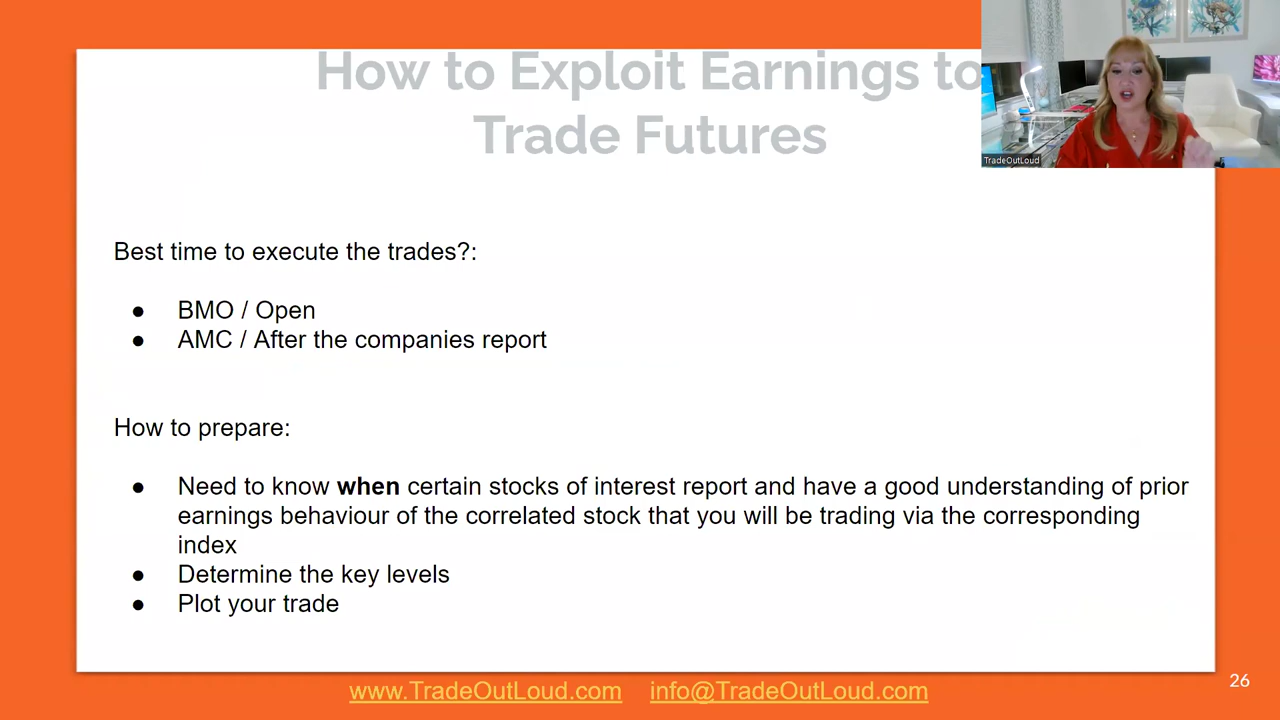 How to Exploit Earnings to
Trade Futures
TradeOutLoud
Best time to execute the trades?:
● BMO / Open
● AMC / After the companies report
How to prepare:
● Need to know when certain stocks of interest report and have a good understanding of prior
earnings behaviour of the correlated stock that you will be trading via the corresponding
index
● Determine the key levels
● Plot your trade
www.TradeOutLoud.com info@TradeOutLoud.com
26